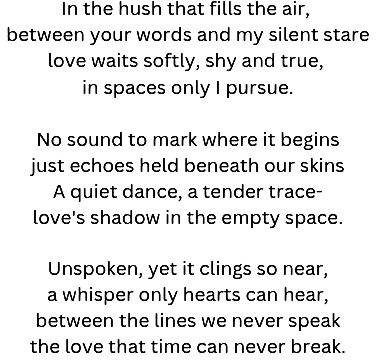 In the hush that fills the air,
between your words and my silent stare
love waits softly, shy and true,
in spaces only I pursue.

No sound to mark where it begins
just echoes held beneath our skins
A quiet dance, a tender trace-
love's shadow in the empty space.

Unspoken, yet it clings so near,
a whisper only hearts can hear,
between the lines we never speak
the love that time can never break.